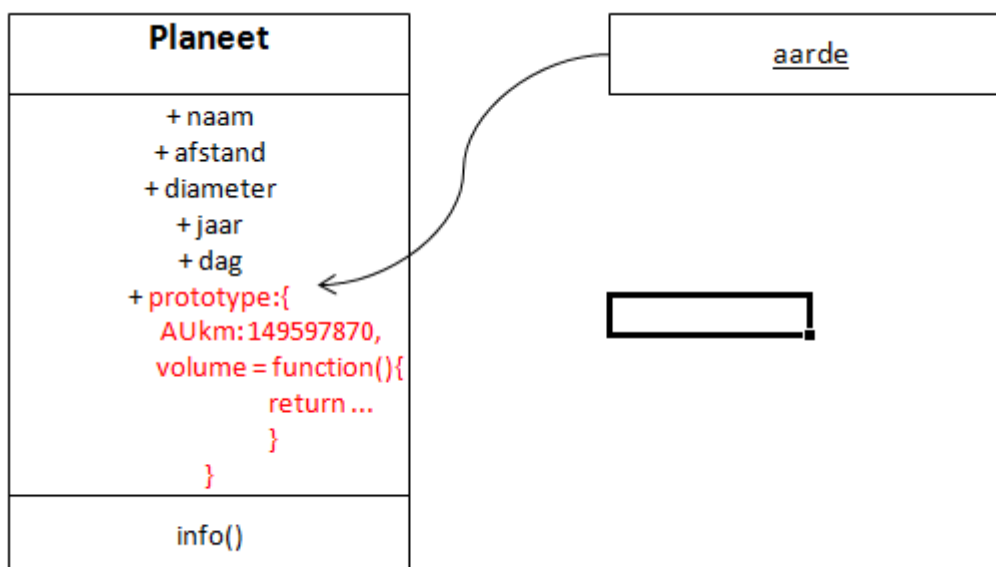 Planeet
+ naam
+ afstand
+ diameter
+ jaar
+ dag
+ prototype:{
AUkm: 149597870,
volume = function(){
return ...
}
}
info()
aarde